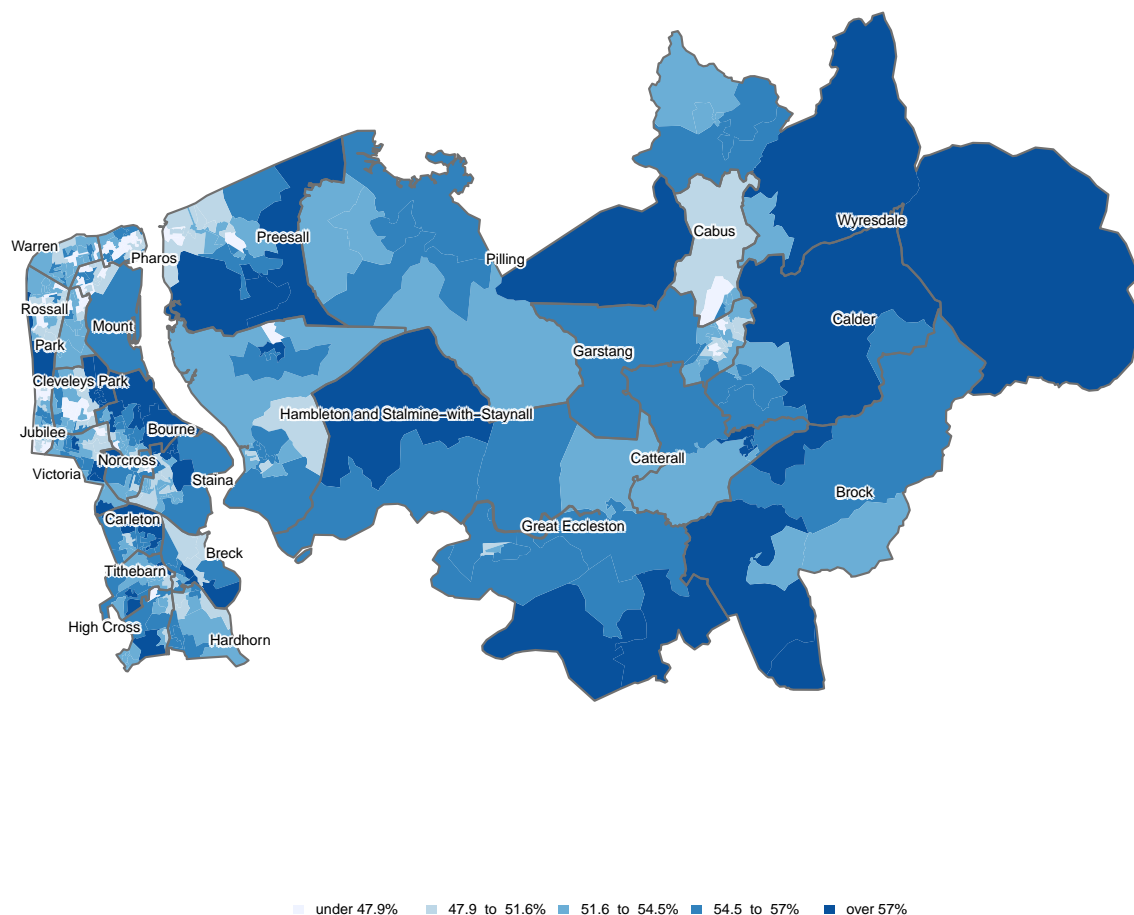 Wyresdale
Cabus
Preesall
Warren
Pharos
Pilling
Rossall
Mount
Calder
Park
Garstang
Cleveleys Park
Hambleton and Stalmine–with–Staynall
Jubilee
Bourne
Norcross
Catterall
Victoria
Staina
Brock
Carleton
Great Eccleston
Breck
Tithebarn
High Cross
Hardhorn
under 47.9%
47.9 to 51.6%
51.6 to 54.5%
54.5 to 57%
over 57%